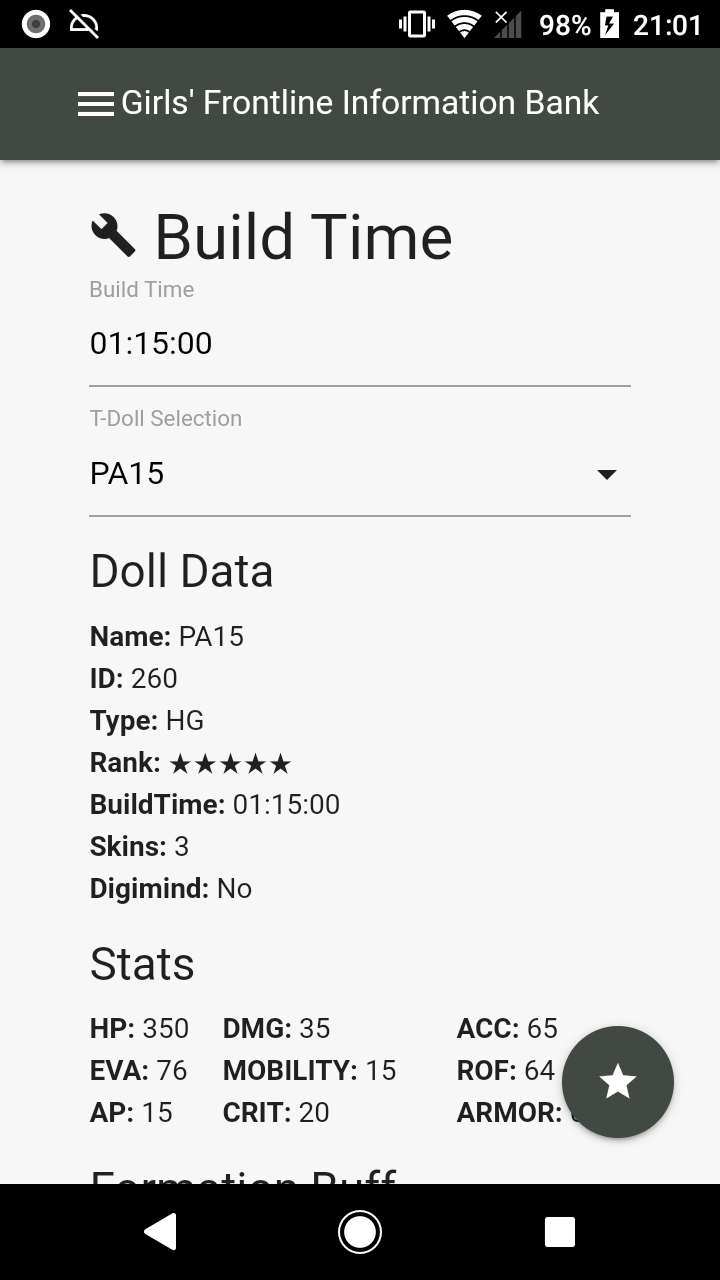 98% 21:01
Girls' Frontline Information Bank
Build Time
Build Time
01:15:00
T-Doll Selection
PA15
Doll Data
Name: PA15
ID: 260
Type: HG
Rank: ★★★★★
BuildTime: 01:15:00
Skins: 3
Digimind: No
Stats
HP: 350 DMG: 35 ACC: 65
EVA: 76 MOBILITY: 15 ROF: 64
AP: 15 CRIT: 20 ARMOR:
Formation Buff